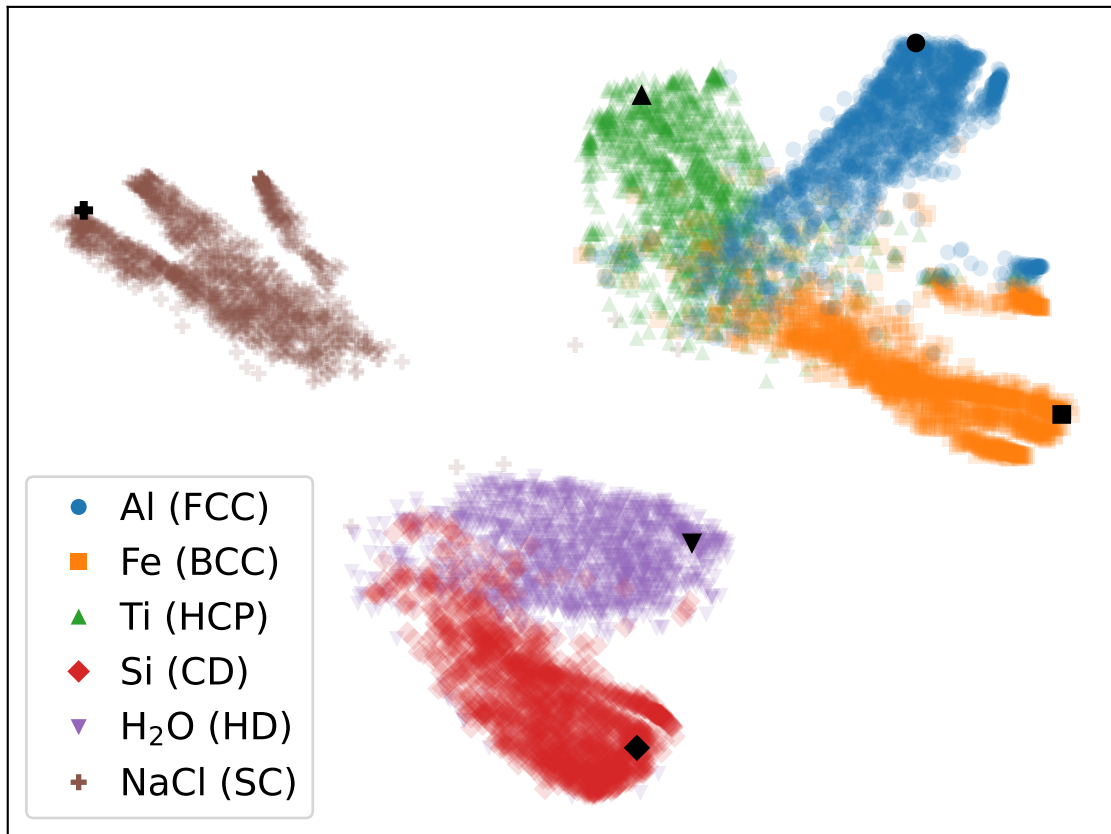 Al (FCC)
Fe (BCC)
Ti (HCP)
Si (CD)
H₂O (HD)
NaCl (SC)